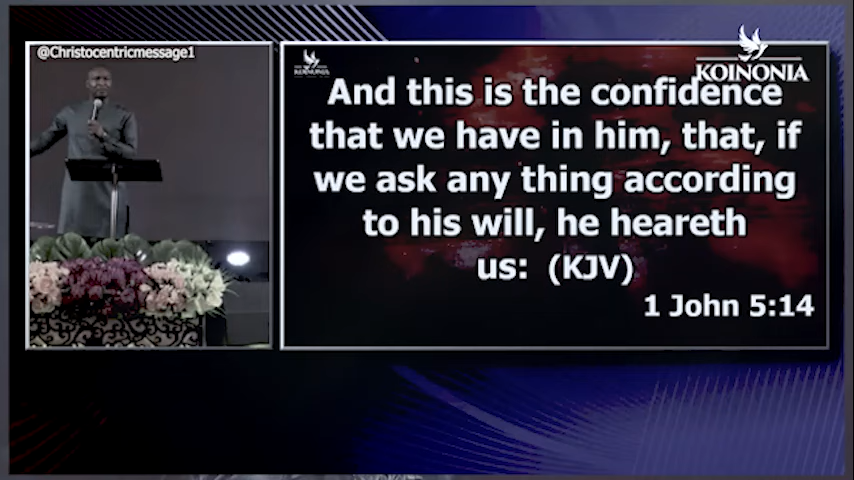 @Christocentricmessage1
KOINONIA
KOINONIA
And this is the confidence
that we have in him, that, if
we ask any thing according
to his will, he heareth
us: (KJV)
1 John 5:14